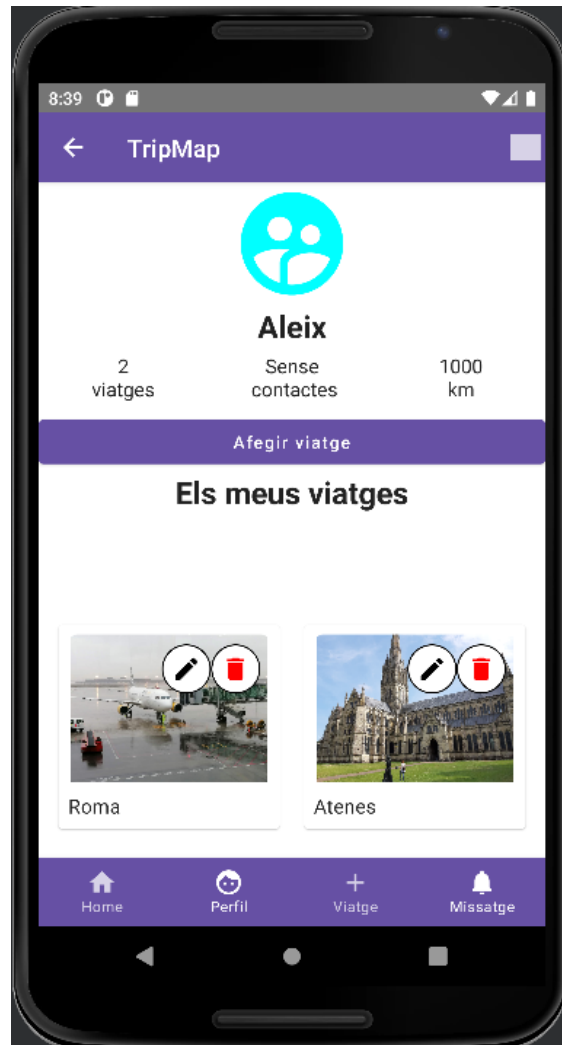 8:39
TripMap
Aleix
2
viatges
Sense
contactes
1000
km
Afegir viatge
Els meus viatges
Roma
Atenes
Home
Perfil
Viatge
Missatge